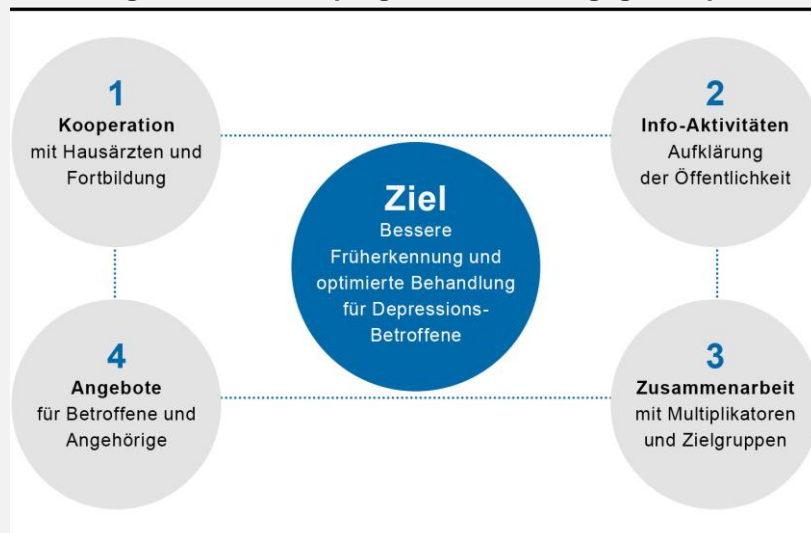 1
Kooperation
mit Hausärzten und
Fortbildung
2
Info-Aktivitäten
Aufklärung
der Öffentlichkeit
Ziel
Bessere
Früherkennung und
optimierte Behandlung
für Depressions-
Betroffene
4
Angebote
für Betroffene und
Angehörige
3
Zusammenarbeit
mit Multiplikatoren
und Zielgruppen